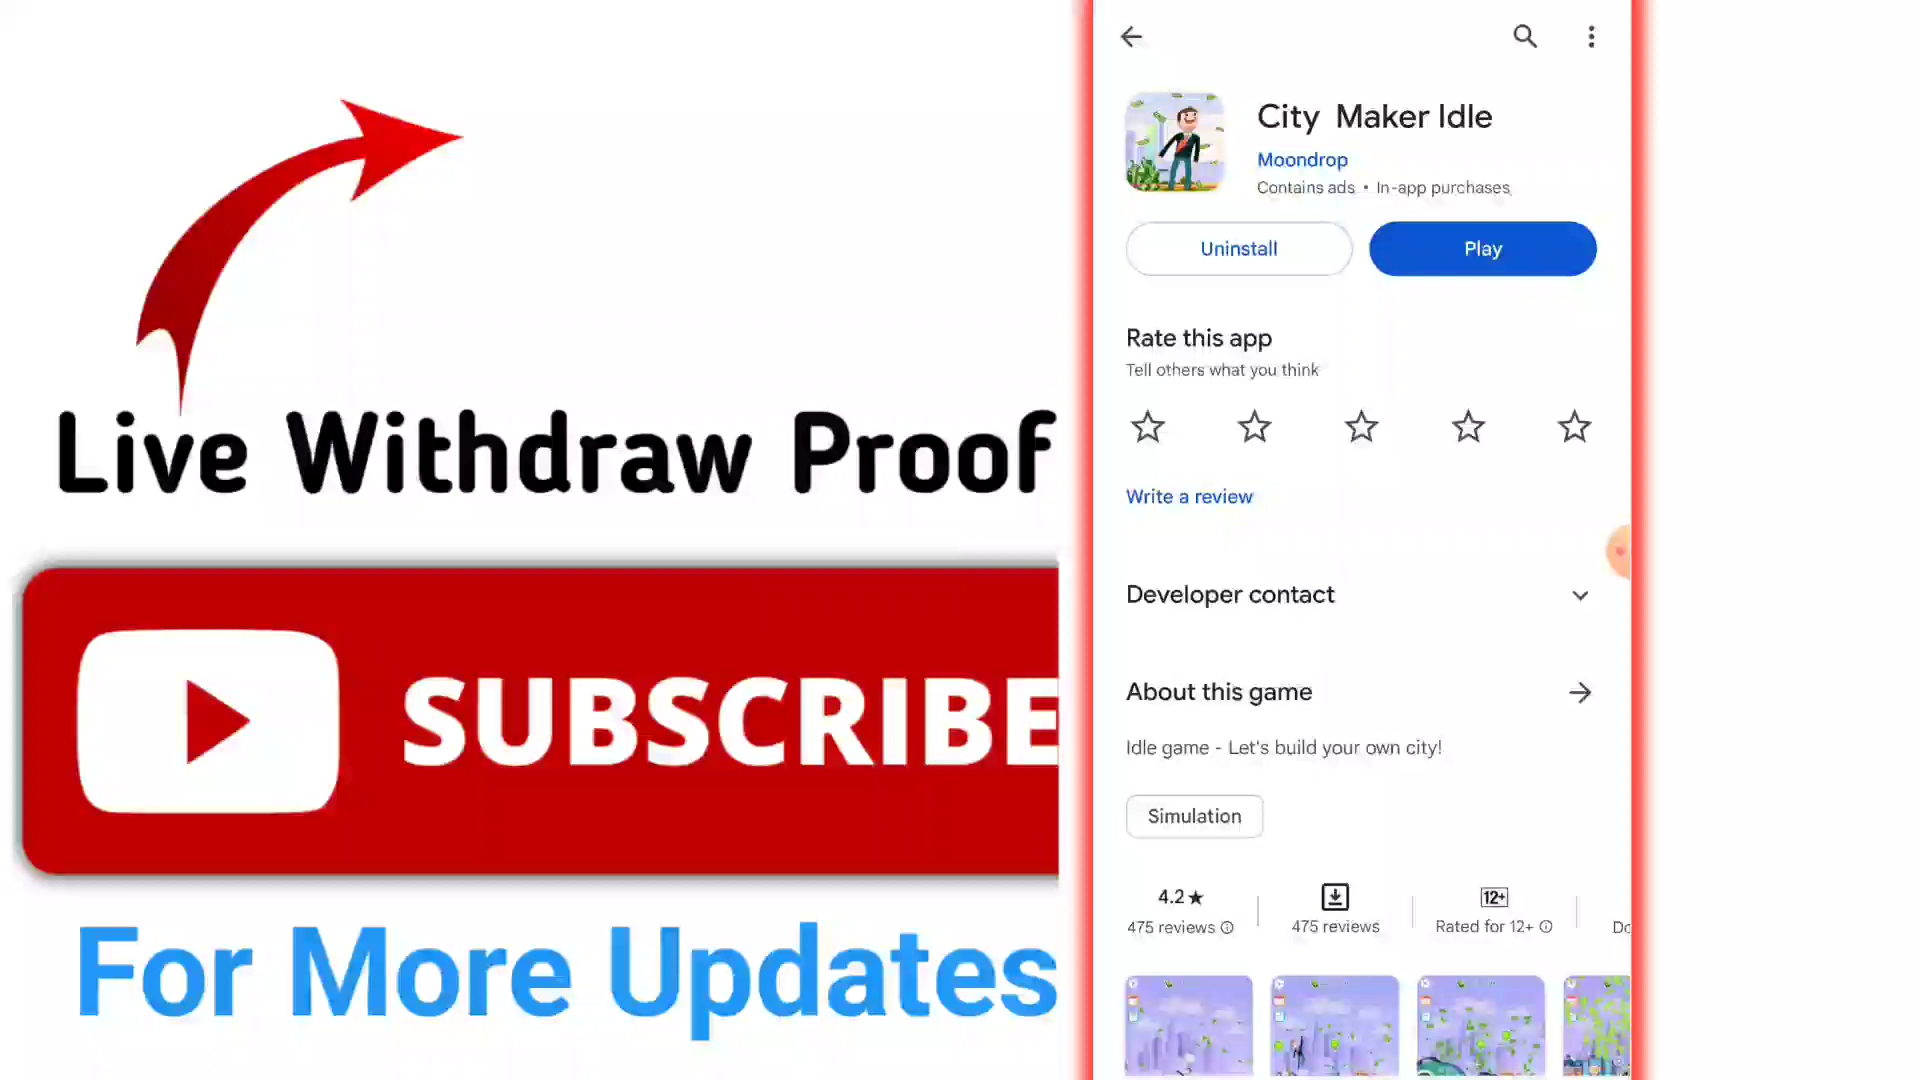 Live Withdraw Proof
SUBSCRIBE
For More Updates
City Maker Idle
Moondrop
Contains ads • In-app purchases
Uninstall
Play
Rate this app
Tell others what you think
Write a review
Developer contact
About this game
Idle game - Let's build your own city!
Simulation
4.2★
12+
475 reviews
475 reviews
Rated for 12+
Do